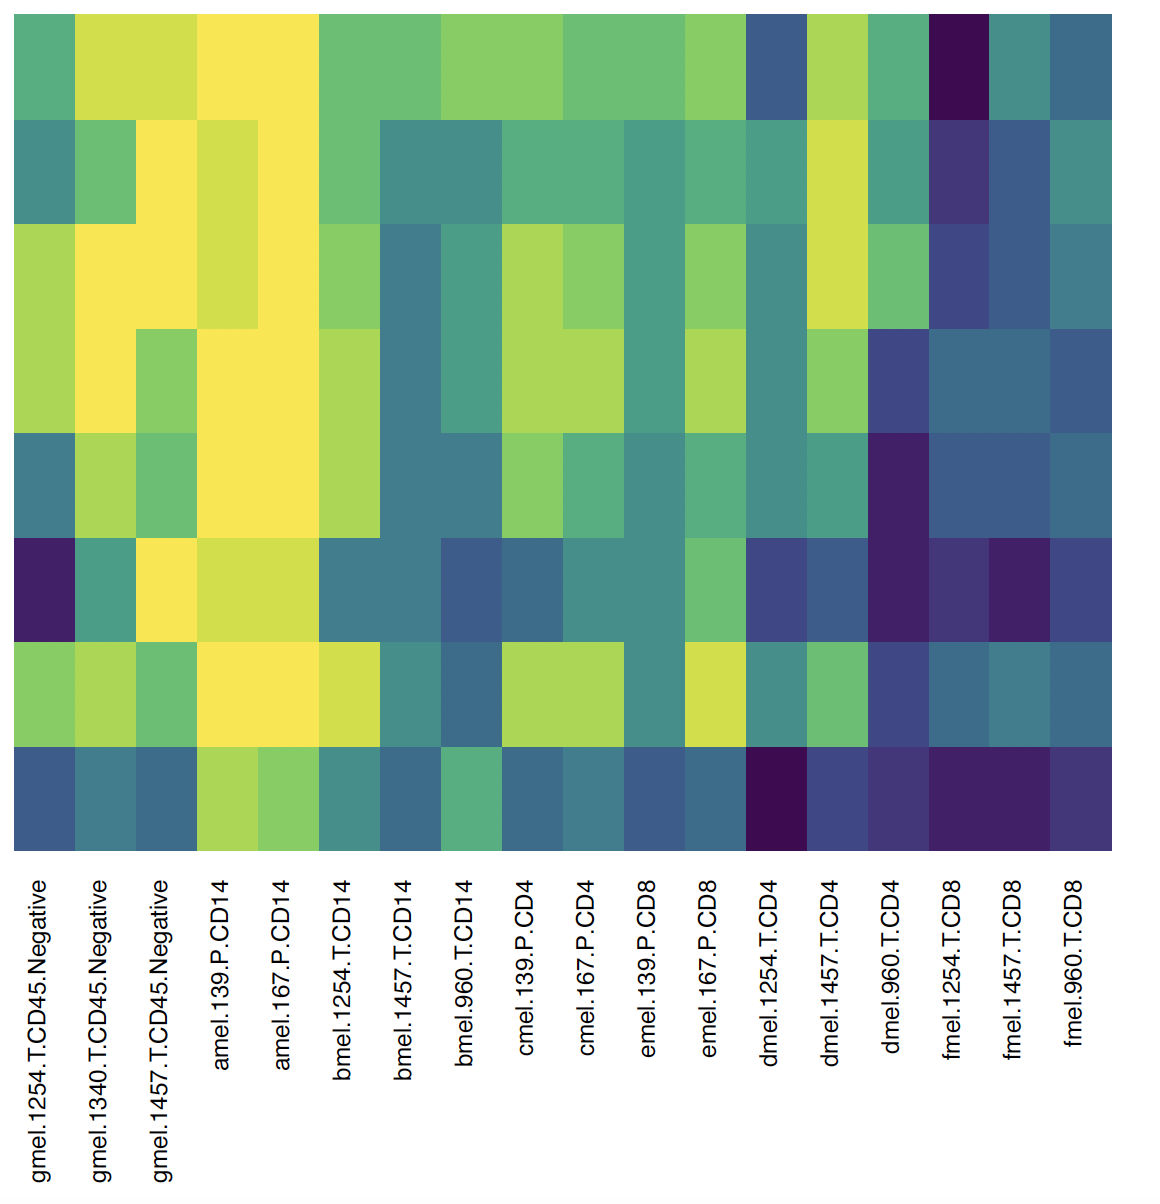 gmel.1254.T.CD45.Negative
gmel.1340.T.CD45.Negative
gmel.1457.T.CD45.Negative
amel.139.P.CD14
amel.167.P.CD14
bmel.1254.T.CD14
bmel.1457.T.CD14
bmel.960.T.CD14
cmel.139.P.CD4
cmel.167.P.CD4
emel.139.P.CD8
emel.167.P.CD8
dmel.1254.T.CD4
dmel.1457.T.CD4
dmel.960.T.CD4
fmel.1254.T.CD8
fmel.1457.T.CD8
fmel.960.T.CD8